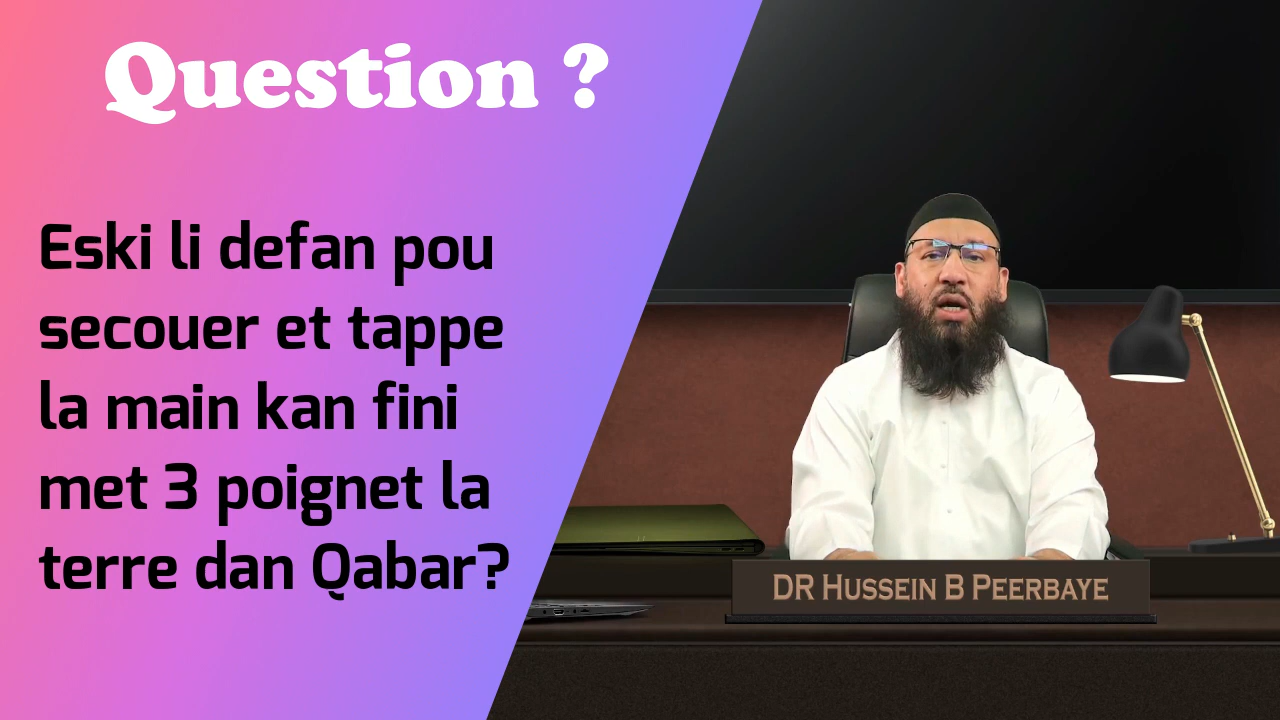 Question ?
Eski li defan pou
secouer et tappe
la main kan fini
met 3 poignet la
terre dan Qabar?
DR HUSSEIN B PEERBAYE